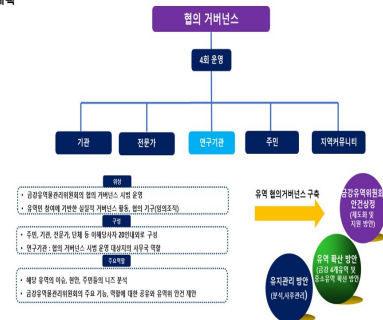 협의 거버넌스
4회 운영
기관
전문가
연구기관
주민
지역커뮤니티
위상
• 금강유역물관리위원회의 협의 거버넌스 시범 운영
• 유역민 참여에 기반한 실질적 거버넌스 활동, 협의 기구(임의조직)
구성
• 주민, 기관, 전문가, 단체 등 이해당사자 20인내외로 구성
• 연구기관 : 협의 거버넌스 시범 운영 대상지의 사무국 역할
주요역할
• 해당 유역의 이슈, 현안, 주민들의 니즈 분석
• 금강유역물관리위원회의 주요 기능, 역할에 대한 공유와 유역위 안건 제안
유역 협의거버넌스 구축
금강유역위원회
안건상정
(제도화 및
지원 방안)
유역 확산 방안
(금강 4개유역 및
중소유역 확산 방안)
유지관리 방안
(분석,사후관리)